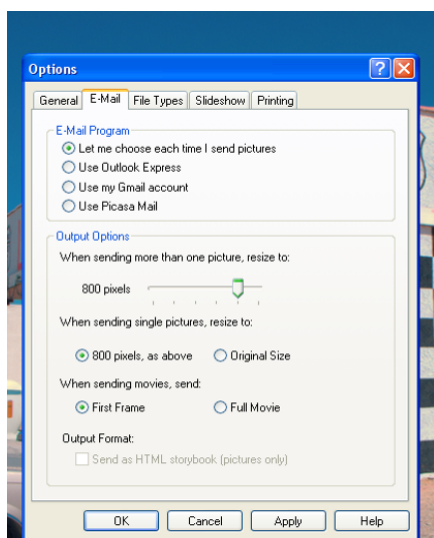 Options
General E-Mail File Types Slideshow Printing
E-Mail Program
Let me choose each time I send pictures
Use Outlook Express
Use my Gmail account
Use Picasa Mail
Output Options
When sending more than one picture, resize to:
800 pixels
When sending single pictures, resize to:
800 pixels, as above Original Size
When sending movies, send:
First Frame Full Movie
Output Format:
Send as HTML storybook (pictures only)
OK Cancel Apply Help